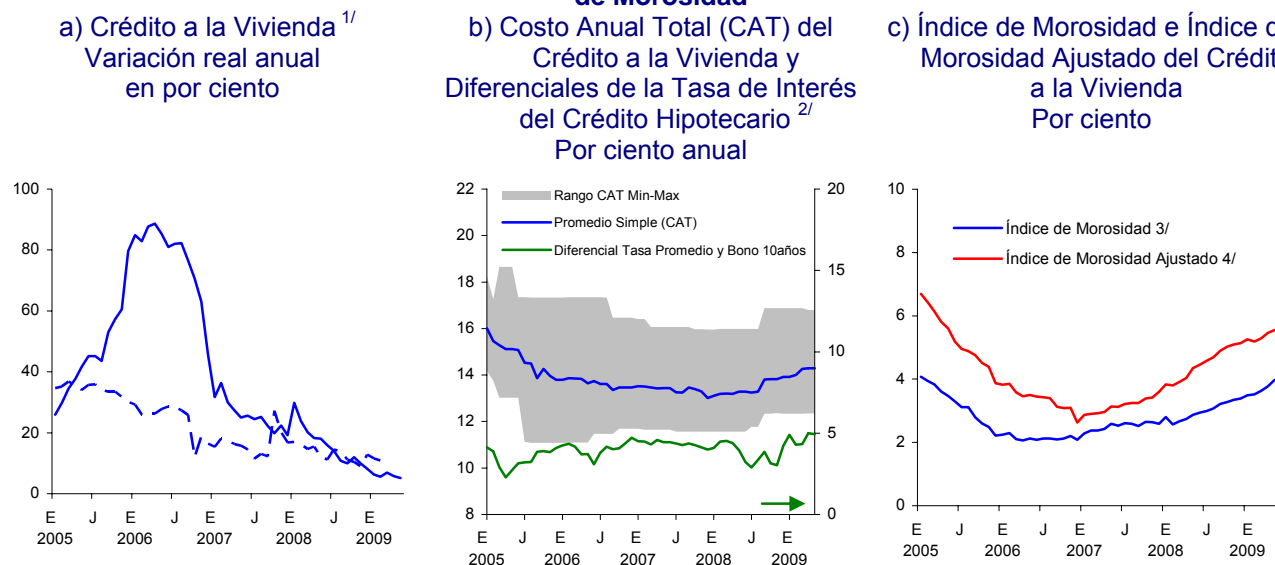 de Morosidad
a) Crédito a la Vivienda 1/
Variación real anual
en por ciento
b) Costo Anual Total (CAT) del
Crédito a la Vivienda y
Diferenciales de la Tasa de Interés
del Crédito Hipotecario 2/
Por ciento anual
c) Índice de Morosidad e Índice d
Morosidad Ajustado del Crédit
a la Vivienda
Por ciento
100
80
60
40
20
0
E J E J E J E J E
2005 2006 2007 2008 2009
22
20
18
16
14
12
10
8
Rango CAT Min-Max
Promedio Simple (CAT)
Diferencial Tasa Promedio y Bono 10años
20
15
10
5
0
E J E J E J E J E
2005 2006 2007 2008 2009
10
8
6
4
2
0
Índice de Morosidad 3/
Índice de Morosidad Ajustado 4/
E J E J E J E J E
2005 2006 2007 2008 2009